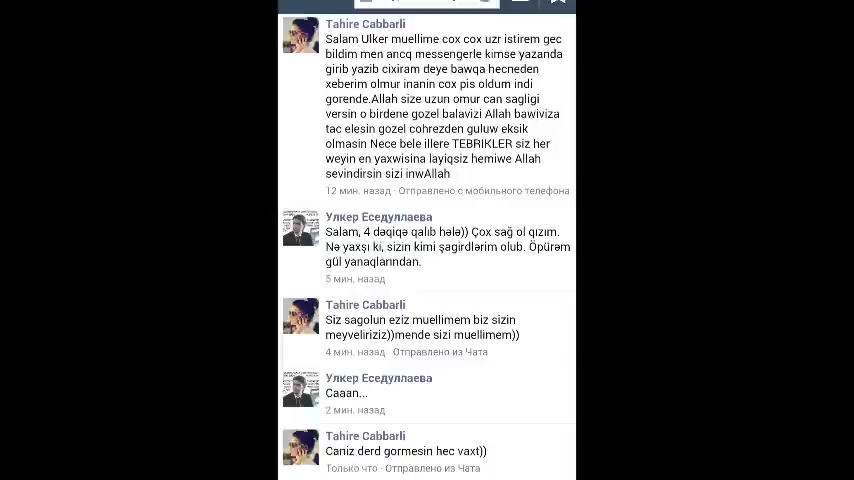 Tahire Cabbarli
Salam Ulker muellime cox cox uzr istirem gec
bildim men ancq messengerle kimse yazanda
girib yazib cixiram deye bawqa hecneden
xeberim olmur inanin cox pis oldum indi
gorende.Allah size uzun omur can sagligi
versin o birdene gozel balavizi Allah bawiviza
tac elesin gozel cohrezden guluw eksik
olmasin Nece bele illere TEBRIKLER siz her
weyin en yaxwisina layiqsiz hemiwe Allah
sevindirsin sizi inwAllah
12 мин. назад · Отправлено с мобильного телефона
Улкер Еседуллаева
Salam, 4 dəqiqə qalıb hələ)) Çox sağ ol qızım.
Nə yaxşı ki, sizin kimi şagirdlərim olub. Öpürəm
gül yanaqlarından.
5 мин. назад
Tahire Cabbarli
Siz sagolun eziz muellimem biz sizin
meyveliriziz))mende sizi muellimem))
4 мин. назад · Отправлено из Чата
Улкер Еседуллаева
Caaan...
2 мин. назад
Tahire Cabbarli
Caniz derd gormesin hec vaxt))
Только что · Отправлено из Чата